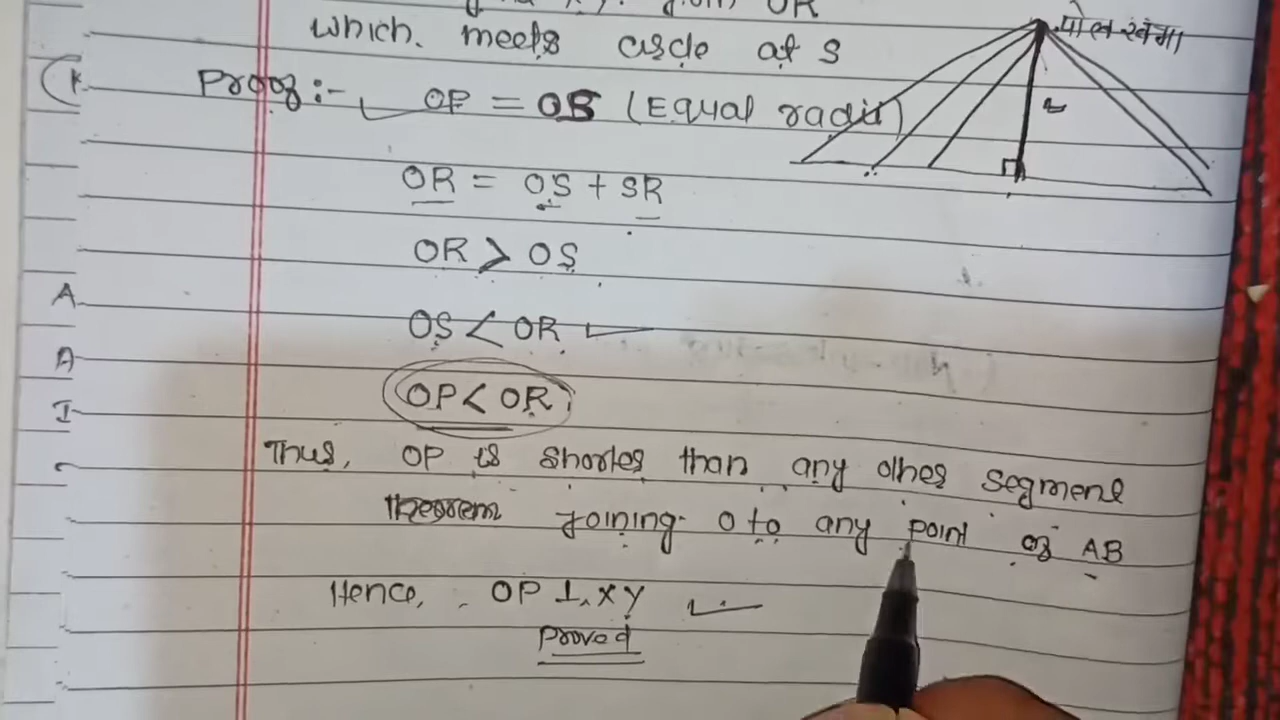 which. meets circle at S
पोल खंभा
Proof :- OP = OS (Equal radii)
OR = OS + SR
OR > OS
OS < OR
OP < OR
Thus, OP is shorter than any other segment
theorem joining O to any point of AB
Hence, OP ⊥ XY
Proved
A
A
I